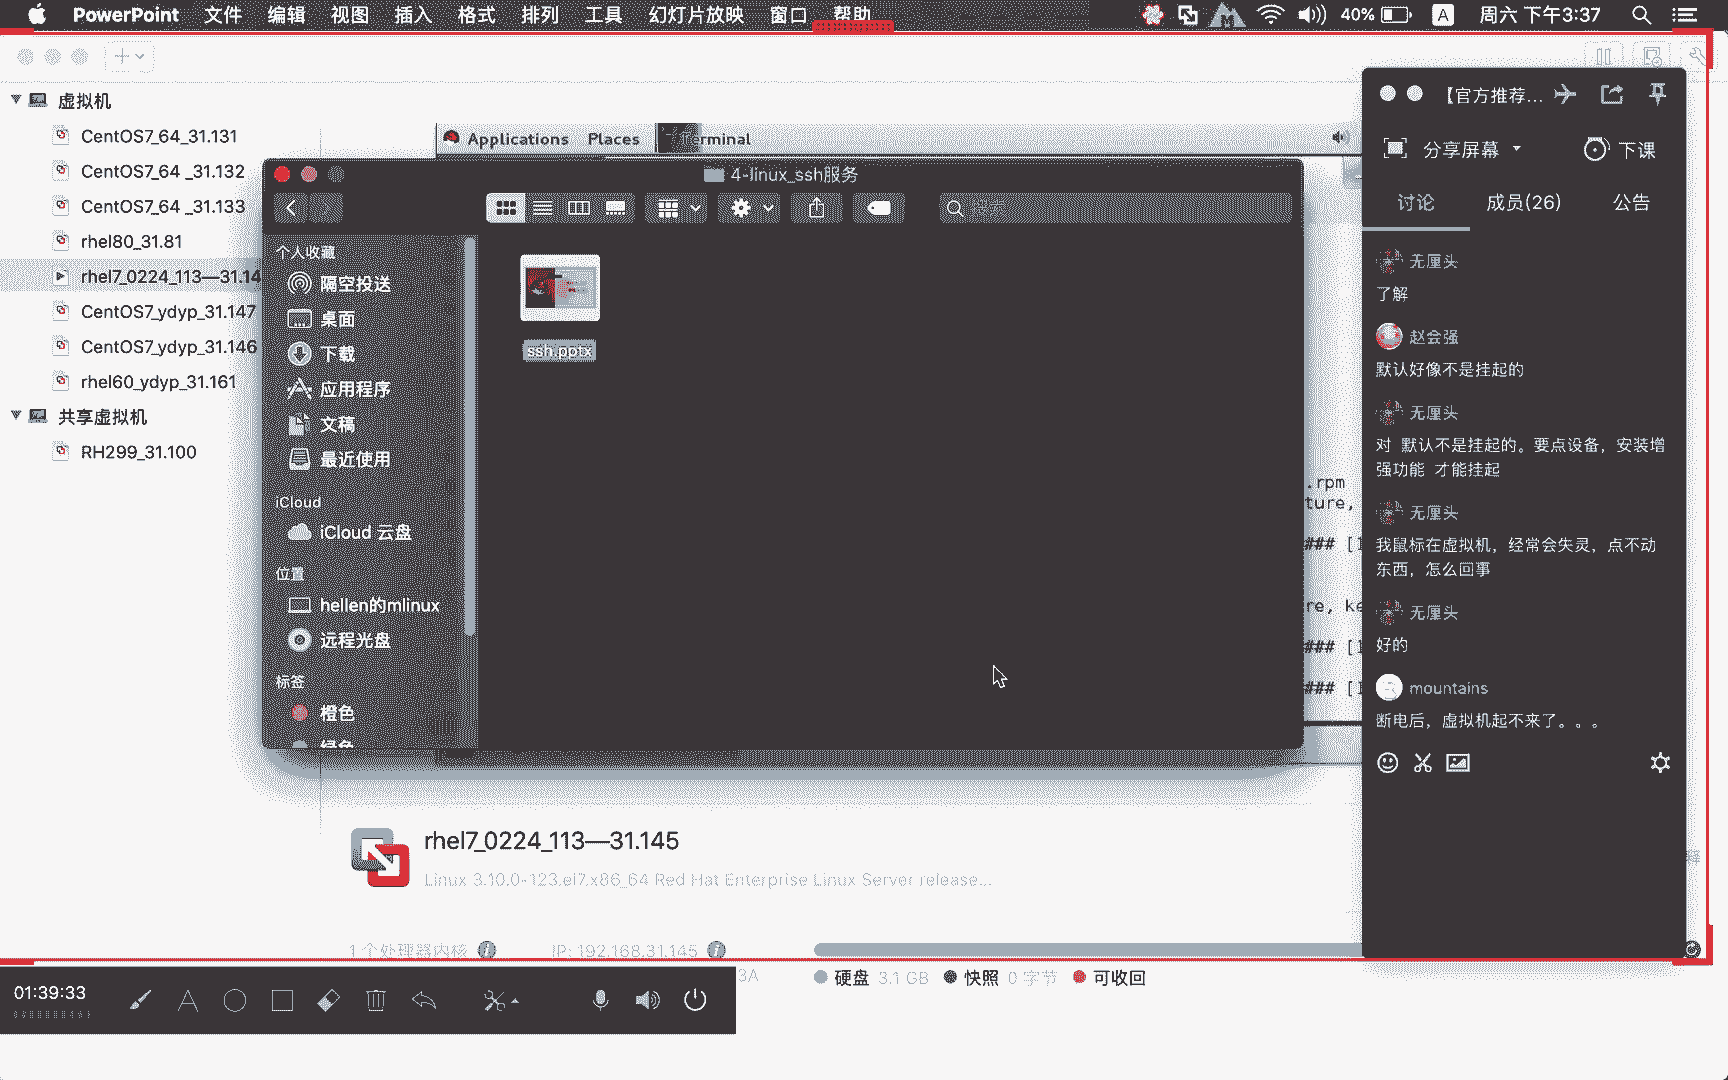 PowerPoint 文件 编辑 视图 插入 格式 排列 工具 幻灯片放映 窗口 帮助 40% A 周六 下午3:37
虚拟机
CentOS7_64_31.131
CentOS7_64 _31.132
CentOS7_64 _31.133
rhel80_31.81
rhel7_0224_113—31.14
CentOS7_ydyp_31.147
CentOS7_ydyp_31.146
rhel60_ydyp_31.161
共享虚拟机
RH299_31.100
Applications Places Terminal
4-linux_ssh服务
搜索
个人收藏
隔空投送
桌面
下载
应用程序
文稿
最近使用
iCloud
iCloud 云盘
位置
hellen的mlinux
远程光盘
标签
橙色
绿色
ssh.pptx
.rpm
ture,
### [1
re, ke
### [1
### [1
【官方推荐...
分享屏幕 下课
讨论 成员(26) 公告
无厘头
了解
赵会强
默认好像不是挂起的
无厘头
对 默认不是挂起的。要点设备，安装增
强功能 才能挂起
无厘头
我鼠标在虚拟机，经常会失灵，点不动
东西，怎么回事
无厘头
好的
mountains
断电后，虚拟机起不来了。。。
rhel7_0224_113—31.145
Linux 3.10.0-123.el7.x86_64 Red Hat Enterprise Linux Server release...
1 个处理器内核 IP: 192.168.31.145
3A
硬盘 3.1 GB 快照 0 字节 可收回
01:39:33